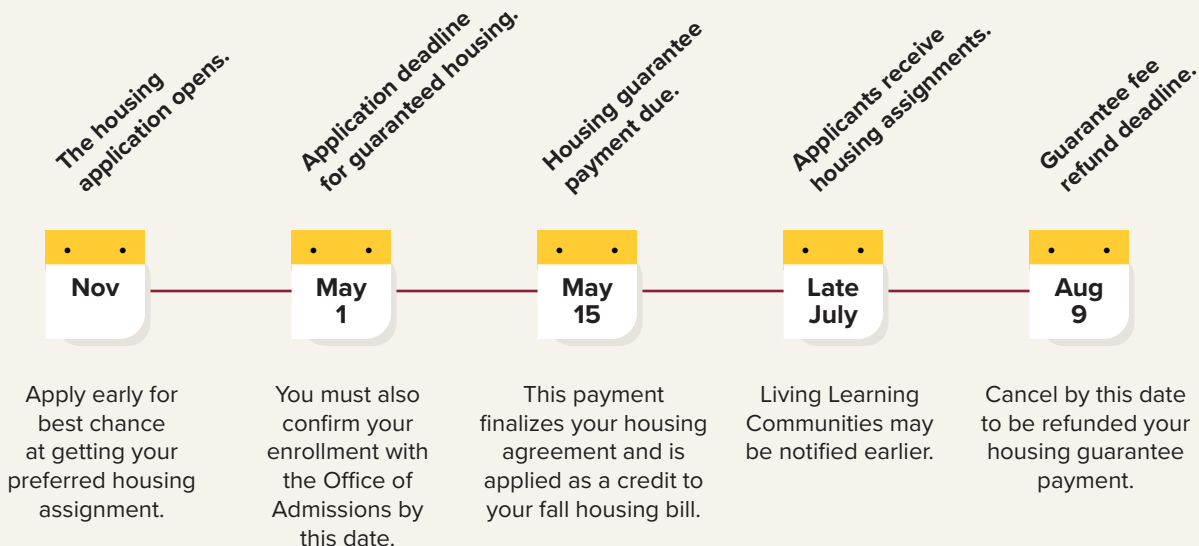 The housing
application opens.
Application deadline
for guaranteed housing.
Housing guarantee
payment due.
Applicants receive
housing assignments.
Guarantee fee
refund deadline.
Nov
May
1
May
15
Late
July
Aug
9
Apply early for
best chance
at getting your
preferred housing
assignment.
You must also
confirm your
enrollment with
the Office of
Admissions by
this date.
This payment
finalizes your housing
agreement and is
applied as a credit to
your fall housing bill.
Living Learning
Communities may
be notified earlier.
Cancel by this date
to be refunded your
housing guarantee
payment.